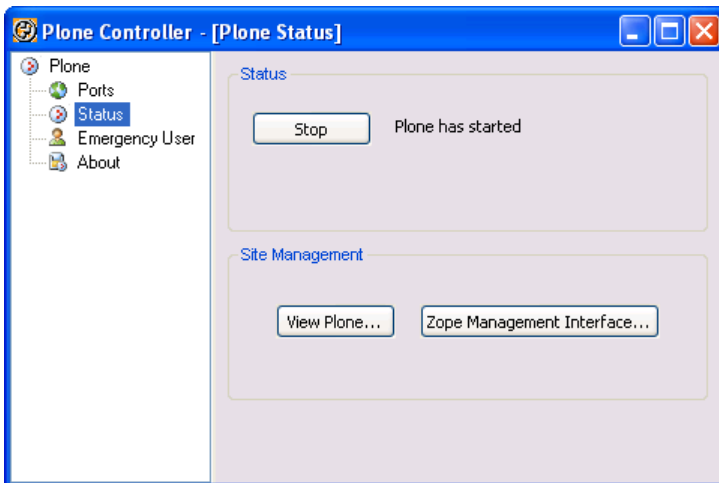 Plone Controller - [Plone Status]
Plone
Ports
Status
Emergency User
About
Status
Stop
Plone has started
Site Management
View Plone...
Zope Management Interface...